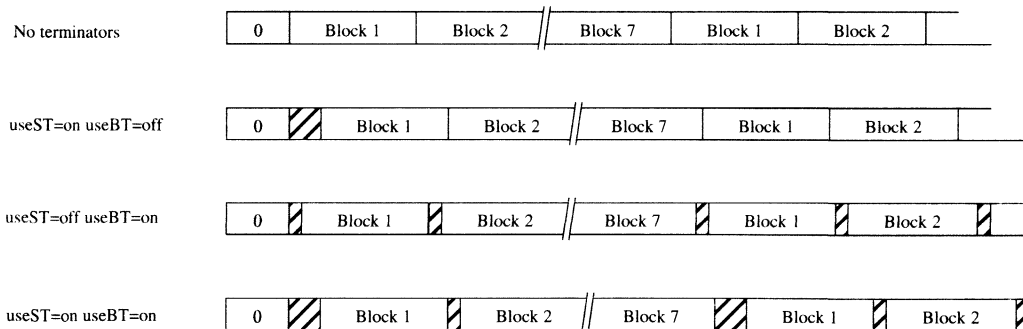 No terminators 0 Block 1 Block 2 Block 7 Block 1 Block 2
useST=on useBT=off 0 Block 1 Block 2 Block 7 Block 1 Block 2
useST=off useBT=on 0 Block 1 Block 2 Block 7 Block 1 Block 2
useST=on useBT=on 0 Block 1 Block 2 Block 7 Block 1 Block 2